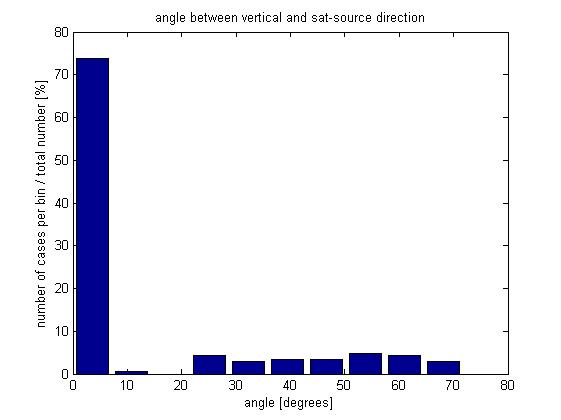 angle between vertical and sat-source direction
80
70
60
50
40
30
20
10
0
number of cases per bin / total number [%]
0 10 20 30 40 50 60 70 80
angle [degrees]